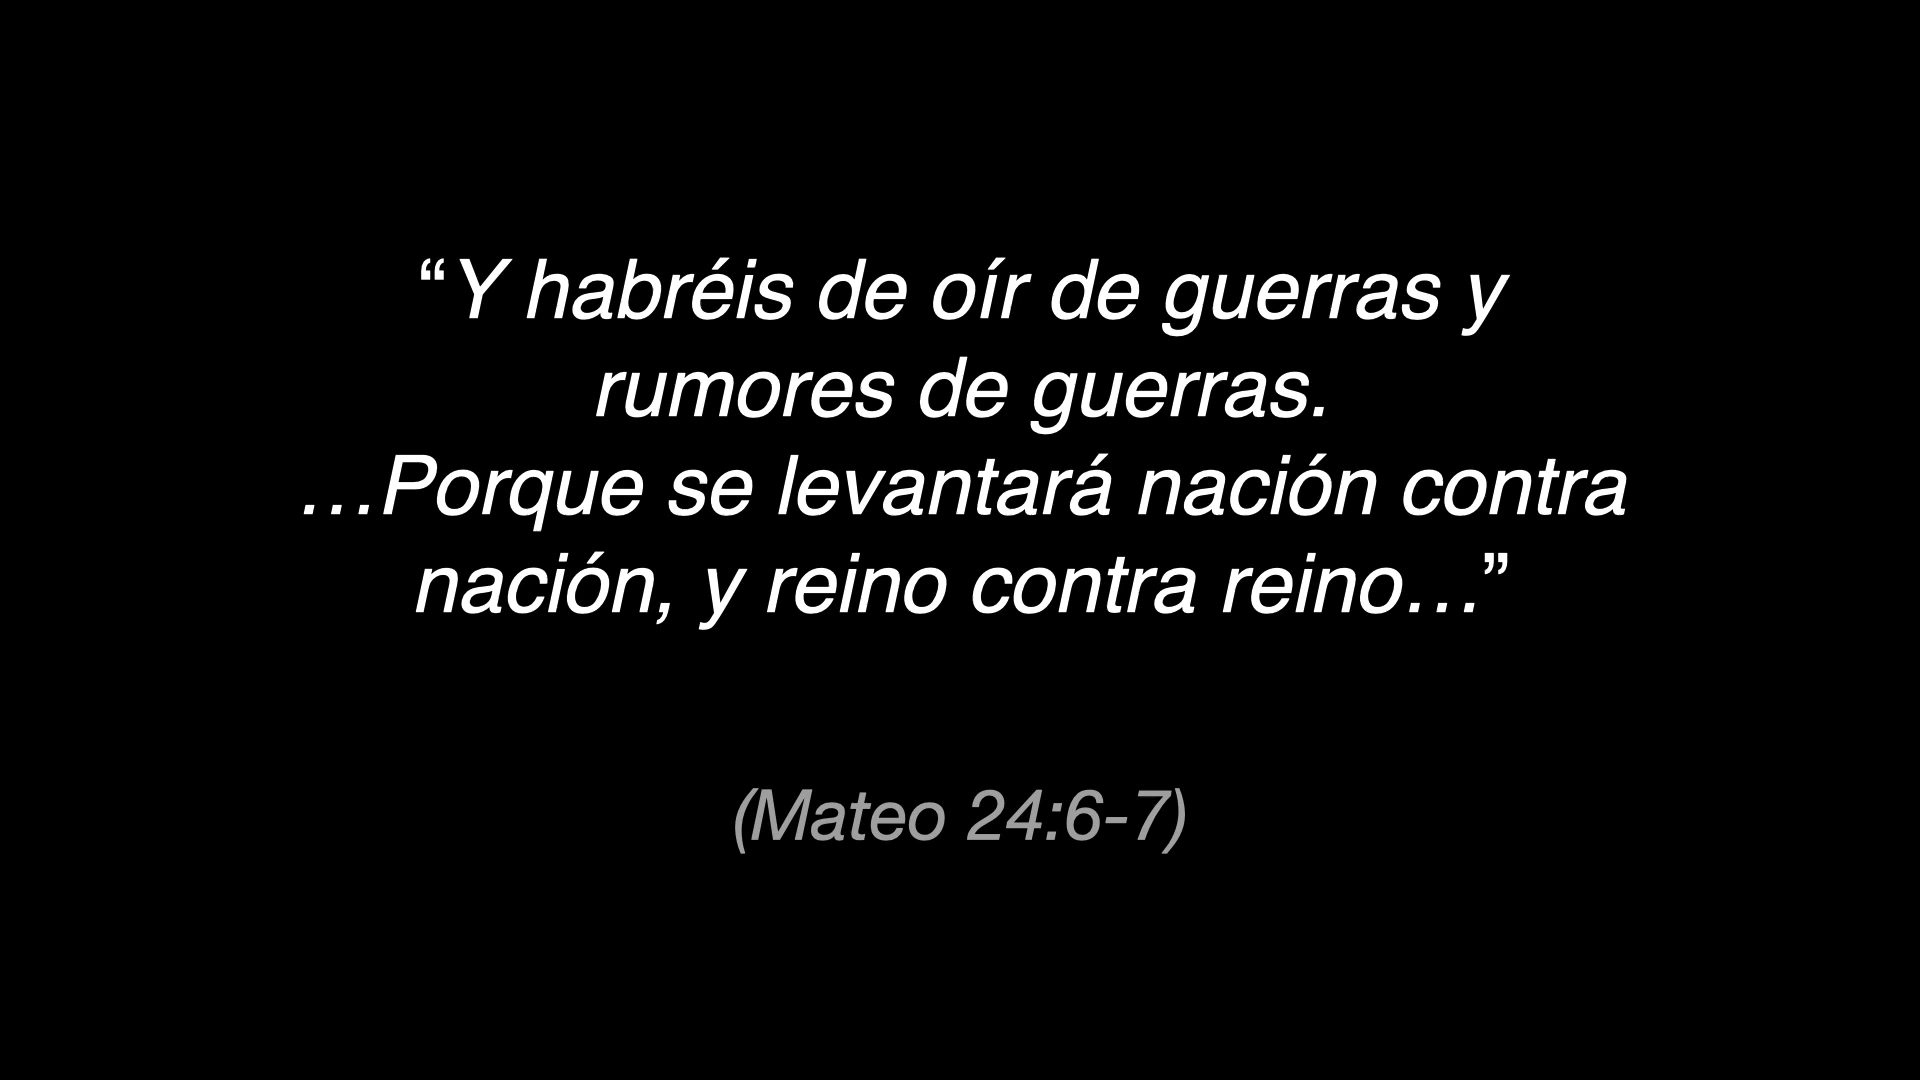 “Y habréis de oír de guerras y
rumores de guerras.
…Porque se levantará nación contra
nación, y reino contra reino…”
(Mateo 24:6-7)